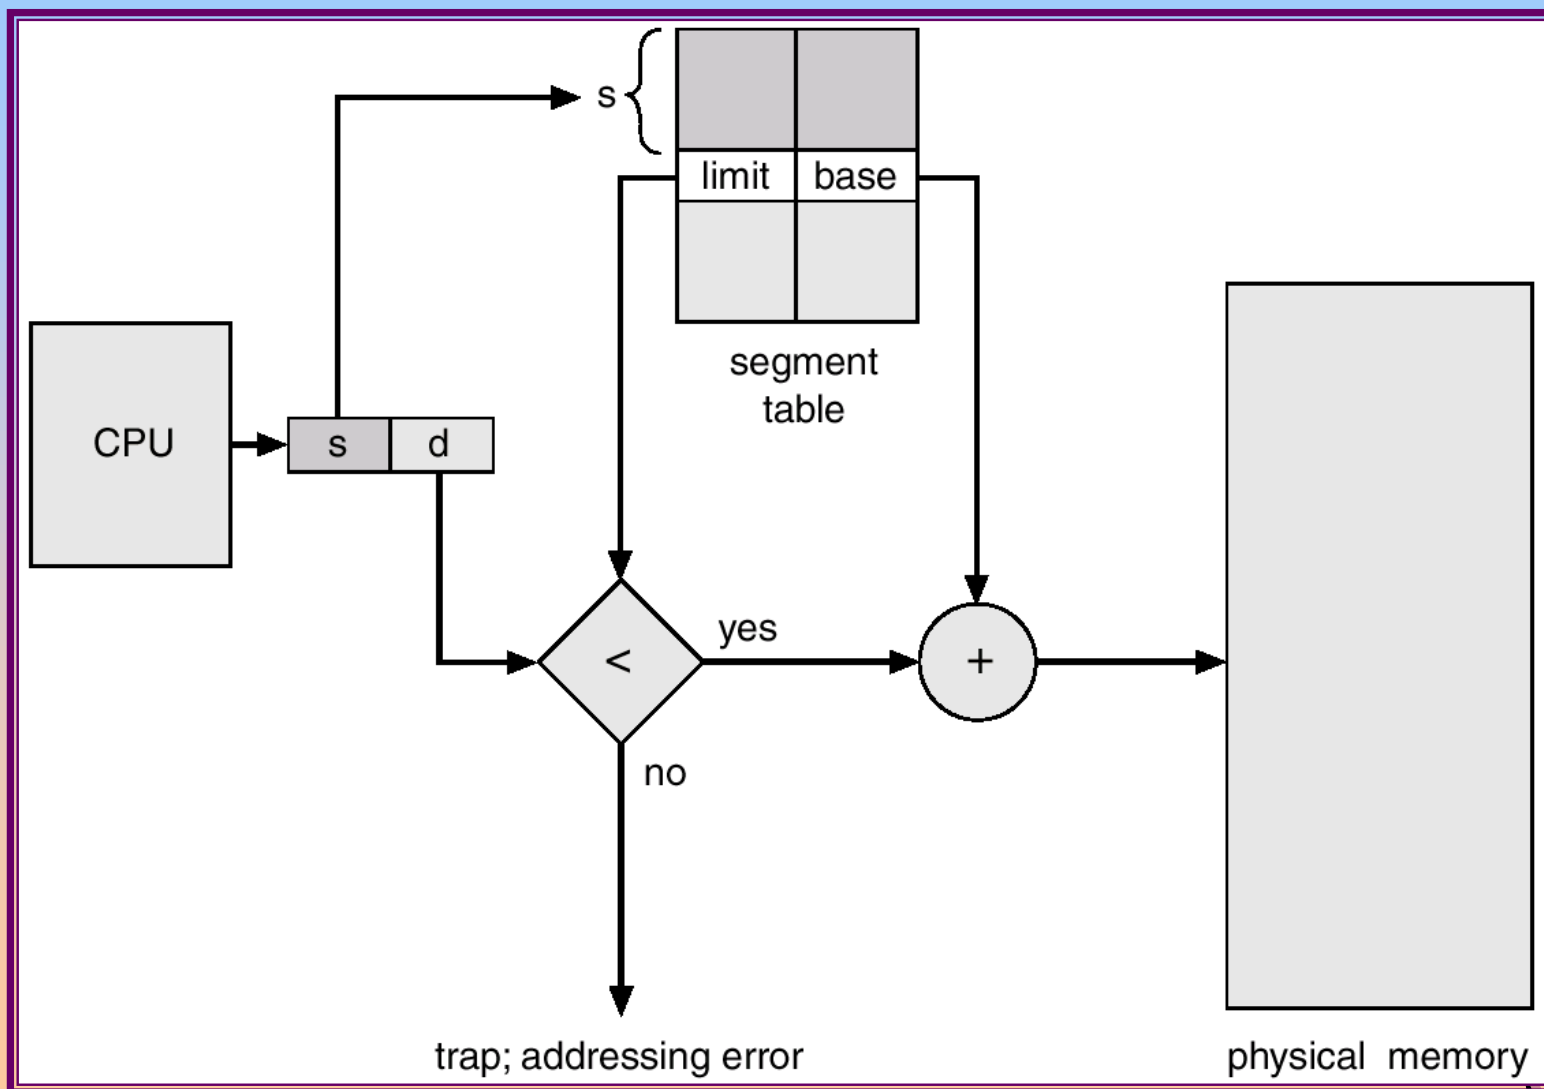 s
limit base
segment
table
CPU
s d
yes
< +
no
trap; addressing error
physical memory